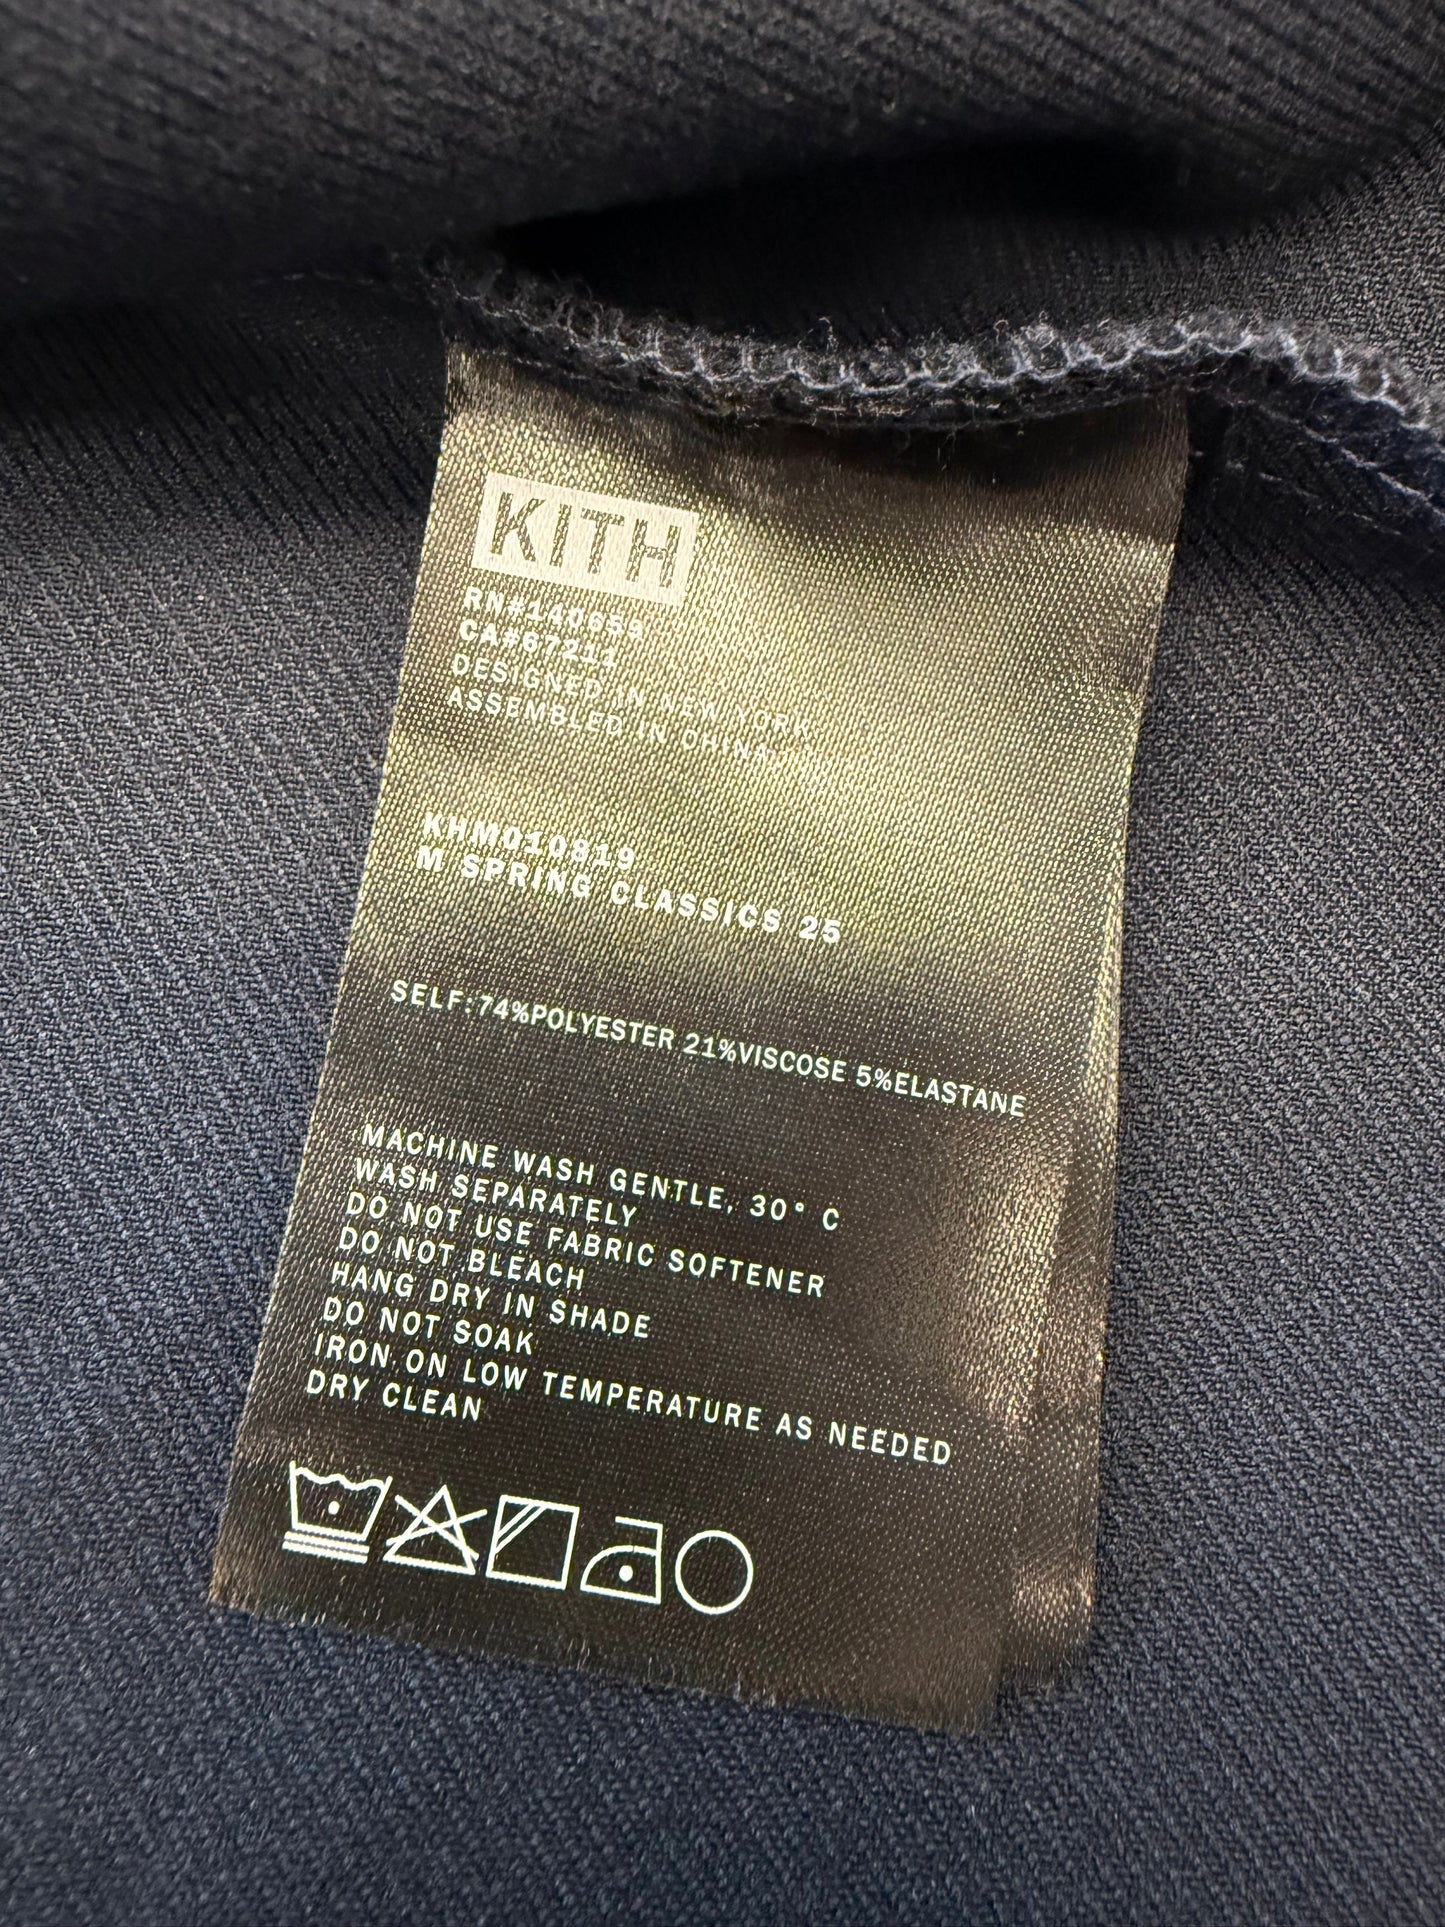 KITH
RN#140659
CA#67211
DESIGNED IN NEW YORK
ASSEMBLED IN CHINA
KHM010819
M SPRING CLASSICS 25
SELF:74%POLYESTER 21%VISCOSE 5%ELASTANE
MACHINE WASH GENTLE, 30° C
WASH SEPARATELY
DO NOT USE FABRIC SOFTENER
DO NOT BLEACH
HANG DRY IN SHADE
DO NOT SOAK
IRON ON LOW TEMPERATURE AS NEEDED
DRY CLEAN